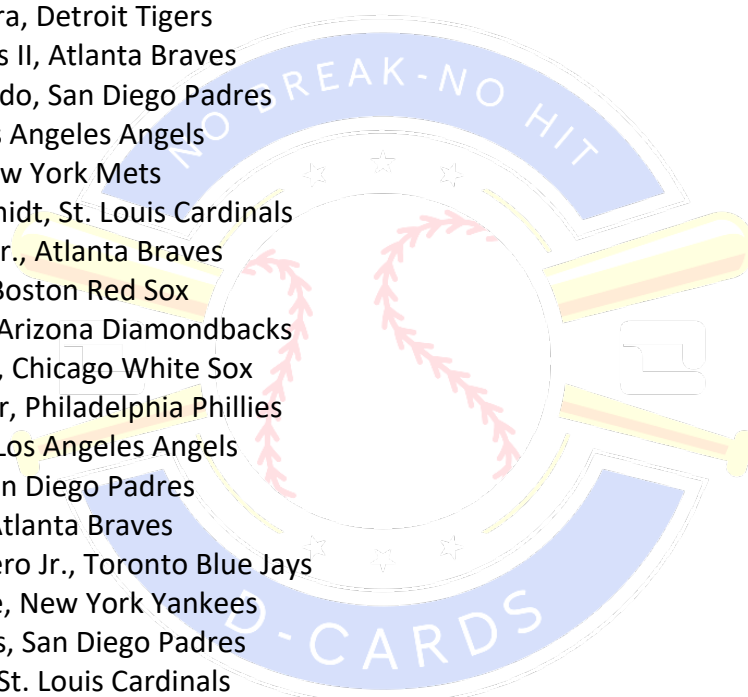 ra, Detroit Tigers
s II, Atlanta Braves
do, San Diego Padres
s Angeles Angels
w York Mets
midt, St. Louis Cardinals
r., Atlanta Braves
Boston Red Sox
Arizona Diamondbacks
, Chicago White Sox
r, Philadelphia Phillies
Los Angeles Angels
n Diego Padres
Atlanta Braves
ero Jr., Toronto Blue Jays
e, New York Yankees
s, San Diego Padres
St. Louis Cardinals
NO BREAK-NO HIT
D-CARDS